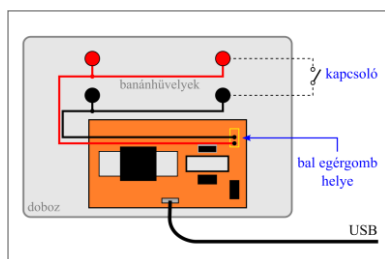 kapcsoló
banánhüvelyek
bal egérgomb
helye
doboz
USB